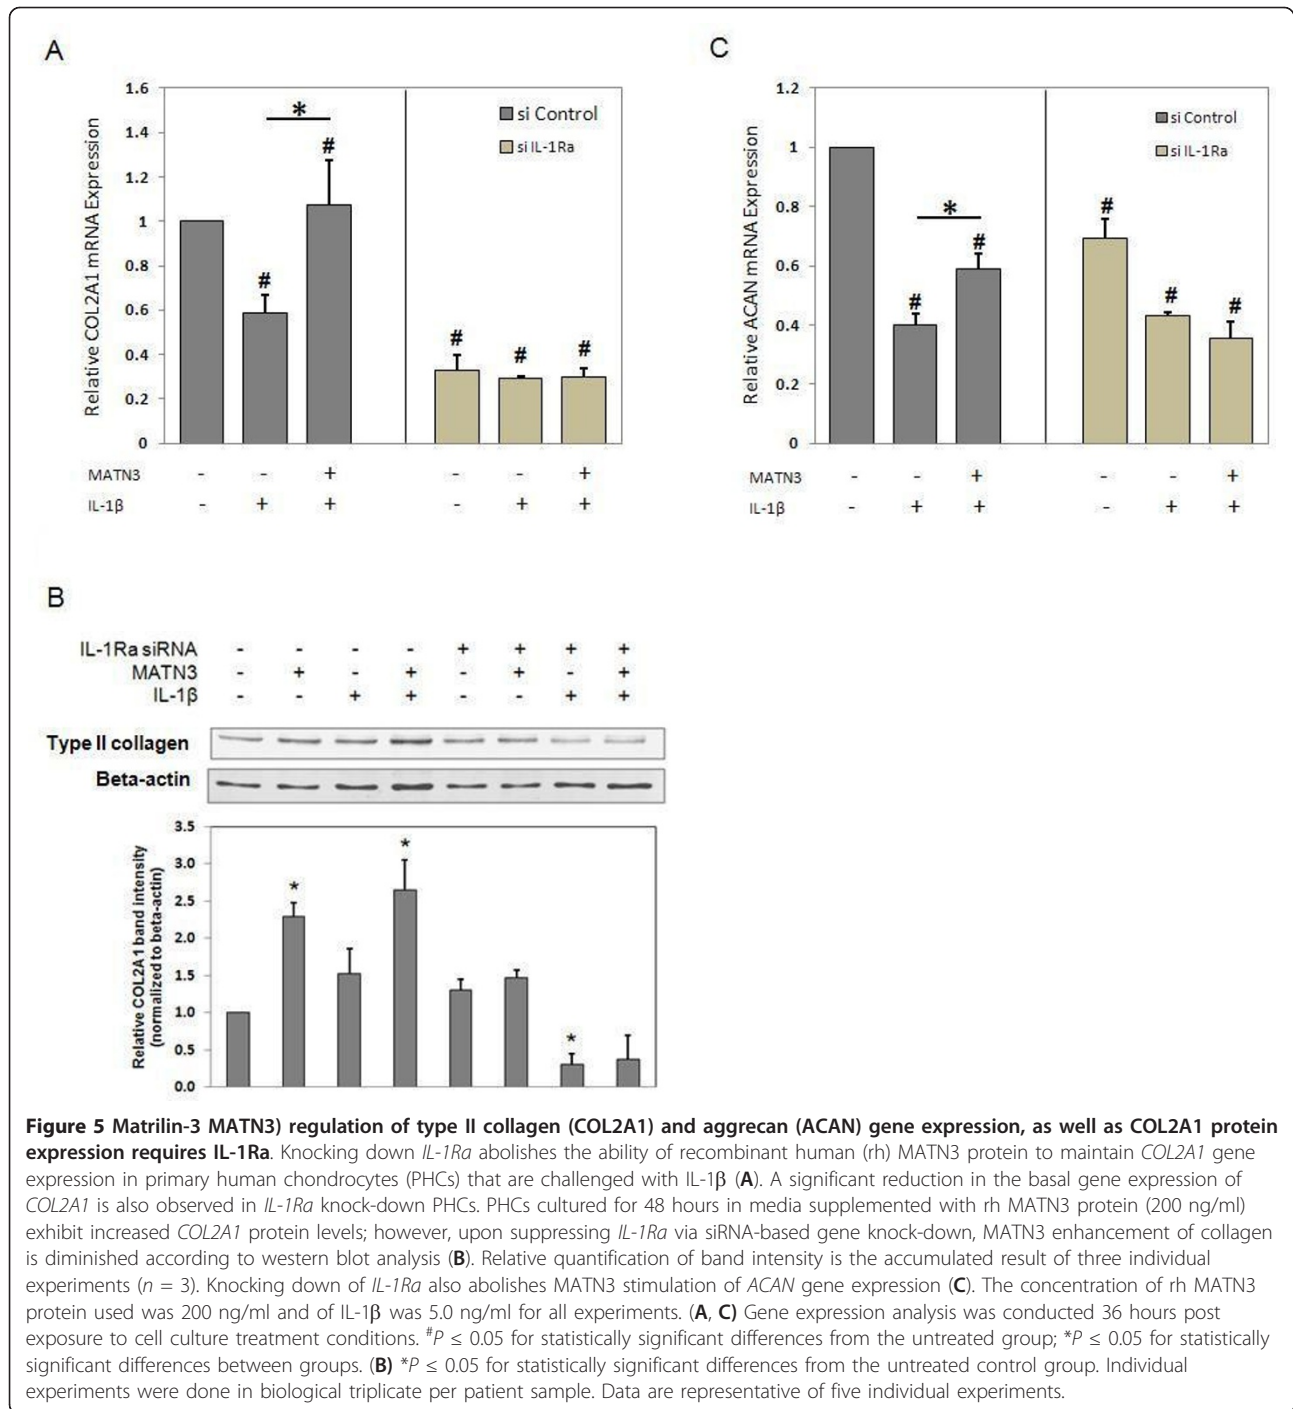 A
1.6
1.4
1.2
1
0.8
0.6
0.4
0.2
0
Relative COL2A1 mRNA Expression
si Control
si IL-1Ra
*
#
#
#
#
#
MATN3 - - + - - +
IL-1β - + + - + +
C
1.2
1
0.8
0.6
0.4
0.2
0
Relative ACAN mRNA Expression
si Control
si IL-1Ra
*
#
#
#
#
#
MATN3 - - + - - +
IL-1β - + + - + +
B
IL-1Ra siRNA - - - - + + + +
MATN3 - + - + - + - +
IL-1β - - + + - - + +
Type II collagen
Beta-actin
3.5
3.0
2.5
2.0
1.5
1.0
0.5
0.0
Relative COL2A1 band intensity
(normalized to beta-actin)
*
*
*
Figure 5 Matrilin-3 MATN3) regulation of type II collagen (COL2A1) and aggrecan (ACAN) gene expression, as well as COL2A1 protein
expression requires IL-1Ra. Knocking down IL-1Ra abolishes the ability of recombinant human (rh) MATN3 protein to maintain COL2A1 gene
expression in primary human chondrocytes (PHCs) that are challenged with IL-1β (A). A significant reduction in the basal gene expression of
COL2A1 is also observed in IL-1Ra knock-down PHCs. PHCs cultured for 48 hours in media supplemented with rh MATN3 protein (200 ng/ml)
exhibit increased COL2A1 protein levels; however, upon suppressing IL-1Ra via siRNA-based gene knock-down, MATN3 enhancement of collagen
is diminished according to western blot analysis (B). Relative quantification of band intensity is the accumulated result of three individual
experiments (n = 3). Knocking down of IL-1Ra also abolishes MATN3 stimulation of ACAN gene expression (C). The concentration of rh MATN3
protein used was 200 ng/ml and of IL-1β was 5.0 ng/ml for all experiments. (A, C) Gene expression analysis was conducted 36 hours post
exposure to cell culture treatment conditions. #P ≤ 0.05 for statistically significant differences from the untreated group; *P ≤ 0.05 for statistically
significant differences between groups. (B) *P ≤ 0.05 for statistically significant differences from the untreated control group. Individual
experiments were done in biological triplicate per patient sample. Data are representative of five individual experiments.